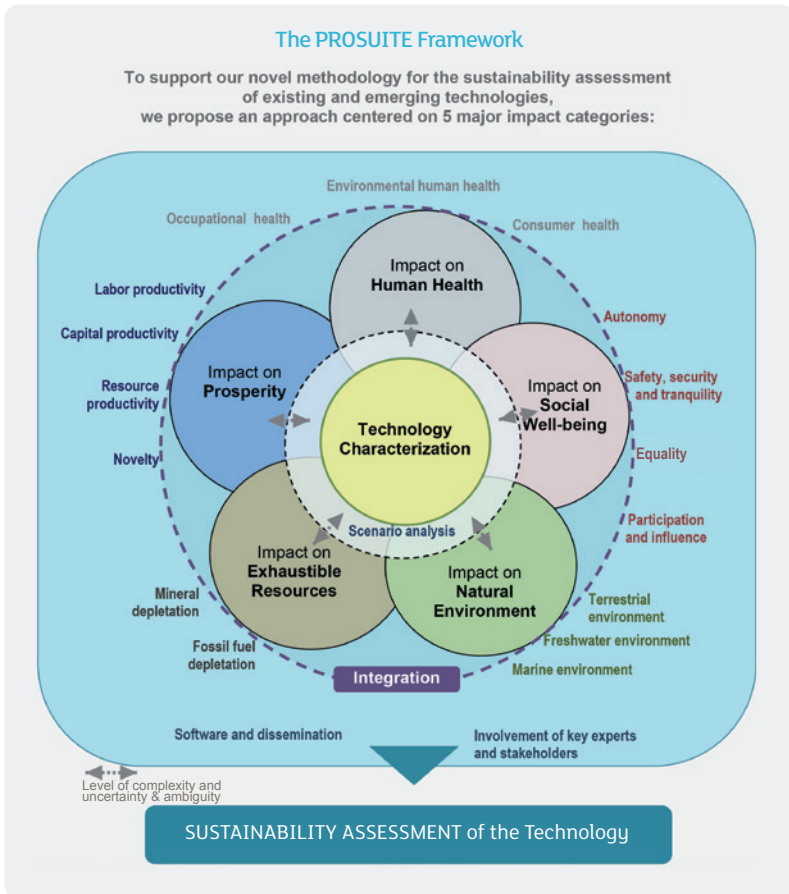 The PROSUITE Framework
To support our novel methodology for the sustainability assessment
of existing and emerging technologies,
we propose an approach centered on 5 major impact categories:
Environmental human health
Occupational health
Consumer health
Impact on
Human Health
Labor productivity
Capital productivity
Resource
productivity
Novelty
Impact on
Prosperity
Autonomy
Safety, security
and tranquility
Equality
Participation
and influence
Impact on
Social
Well-being
Technology
Characterization
Scenario analysis
Impact on
Exhaustible
Resources
Impact on
Natural
Environment
Mineral
depletation
Fossil fuel
depletation
Terrestrial
environment
Freshwater environment
Marine environment
Integration
Software and dissemination
Involvement of key experts
and stakeholders
Level of complexity and
uncertainty & ambiguity
SUSTAINABILITY ASSESSMENT of the Technology